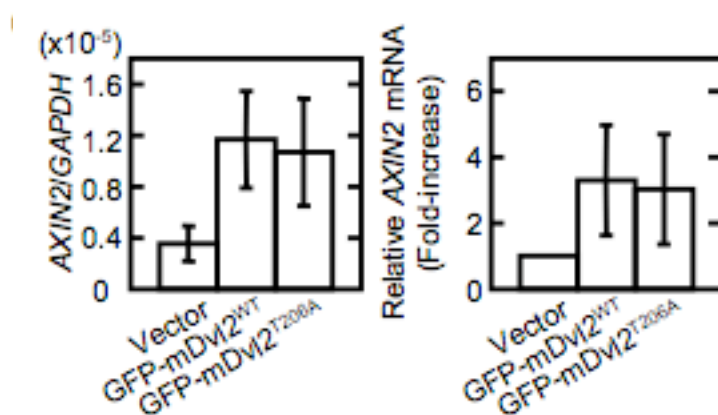 (x10⁻⁵)
AXIN2/GAPDH
1.6
1.2
0.8
0.4
0
Vector
GFP-mDvl2ᵂᵀ
GFP-mDvl2ᵀ²⁰⁶ᴬ
Relative AXIN2 mRNA
(Fold-increase)
6
4
2
0
Vector
GFP-mDvl2ᵂᵀ
GFP-mDvl2ᵀ²⁰⁶ᴬ